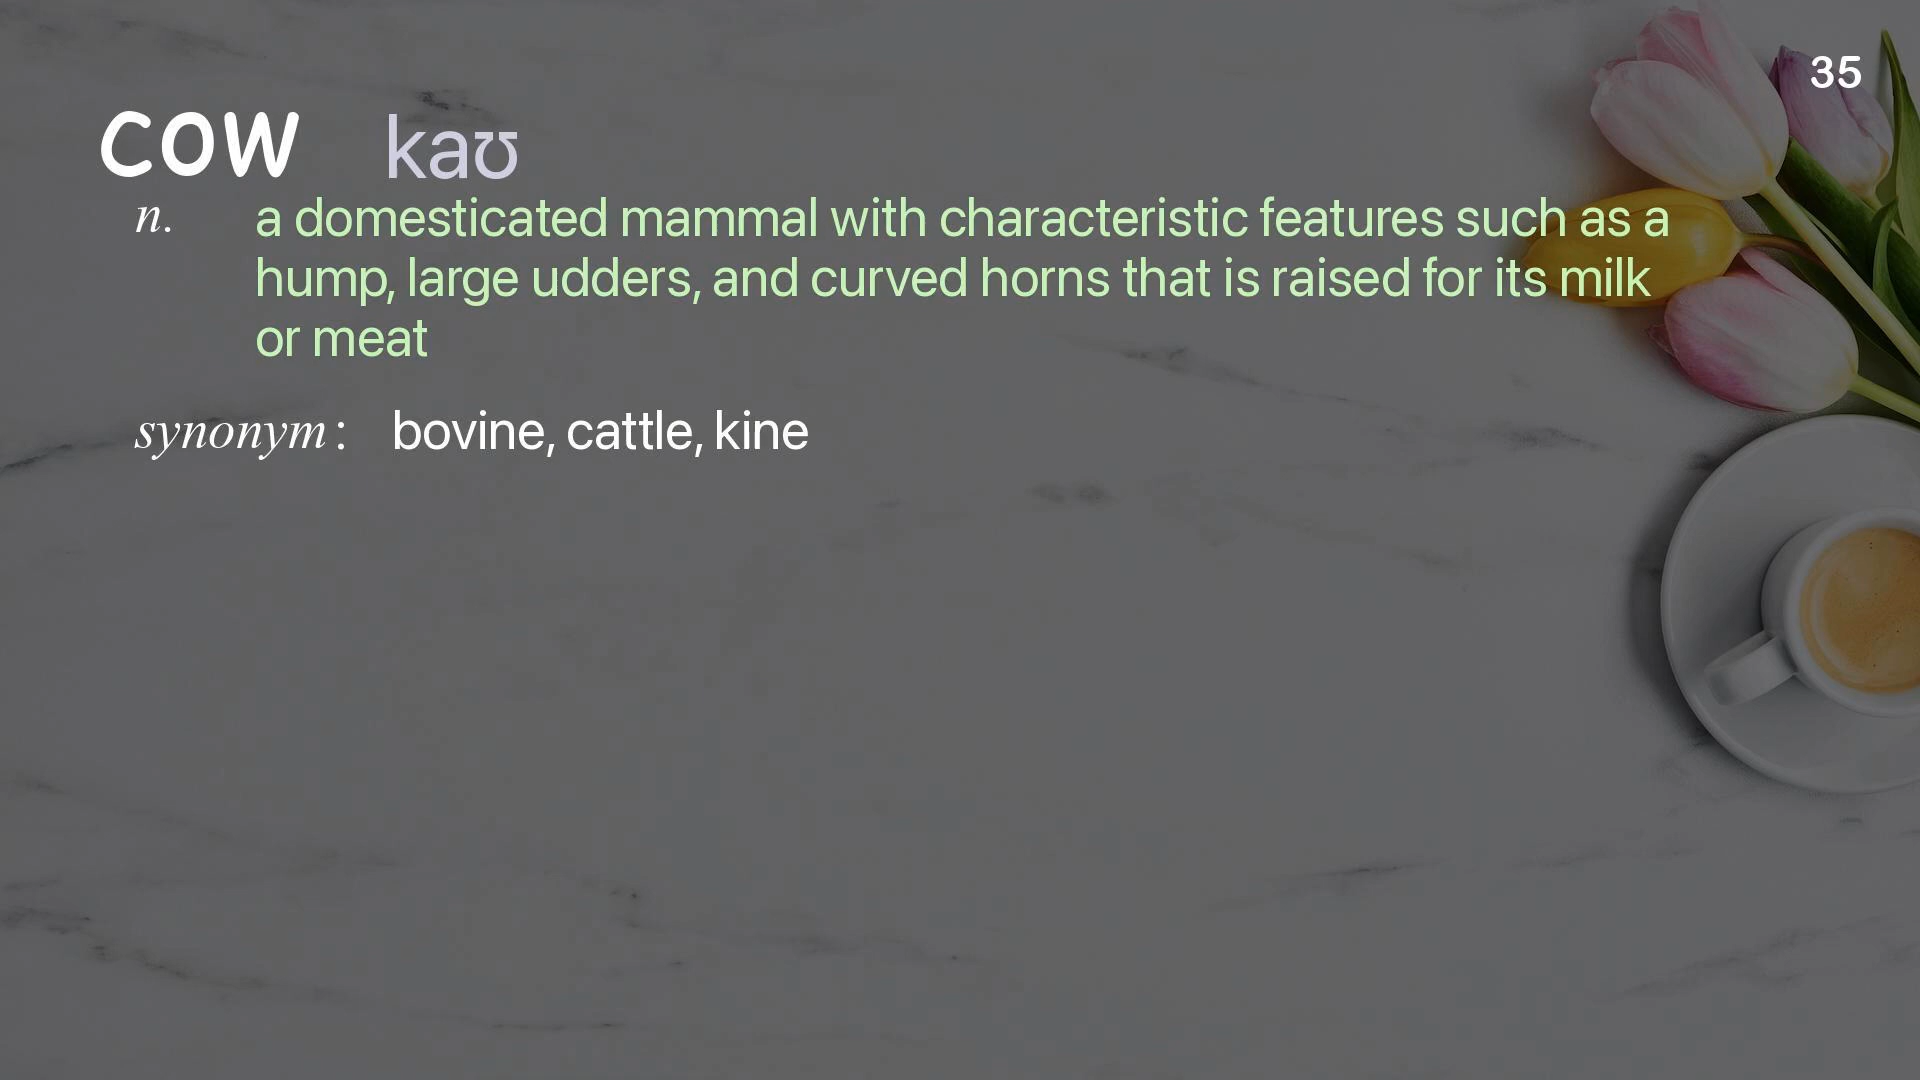 35
cow kaʊ
n. a domesticated mammal with characteristic features such as a
hump, large udders, and curved horns that is raised for its milk
or meat
synonym: bovine, cattle, kine